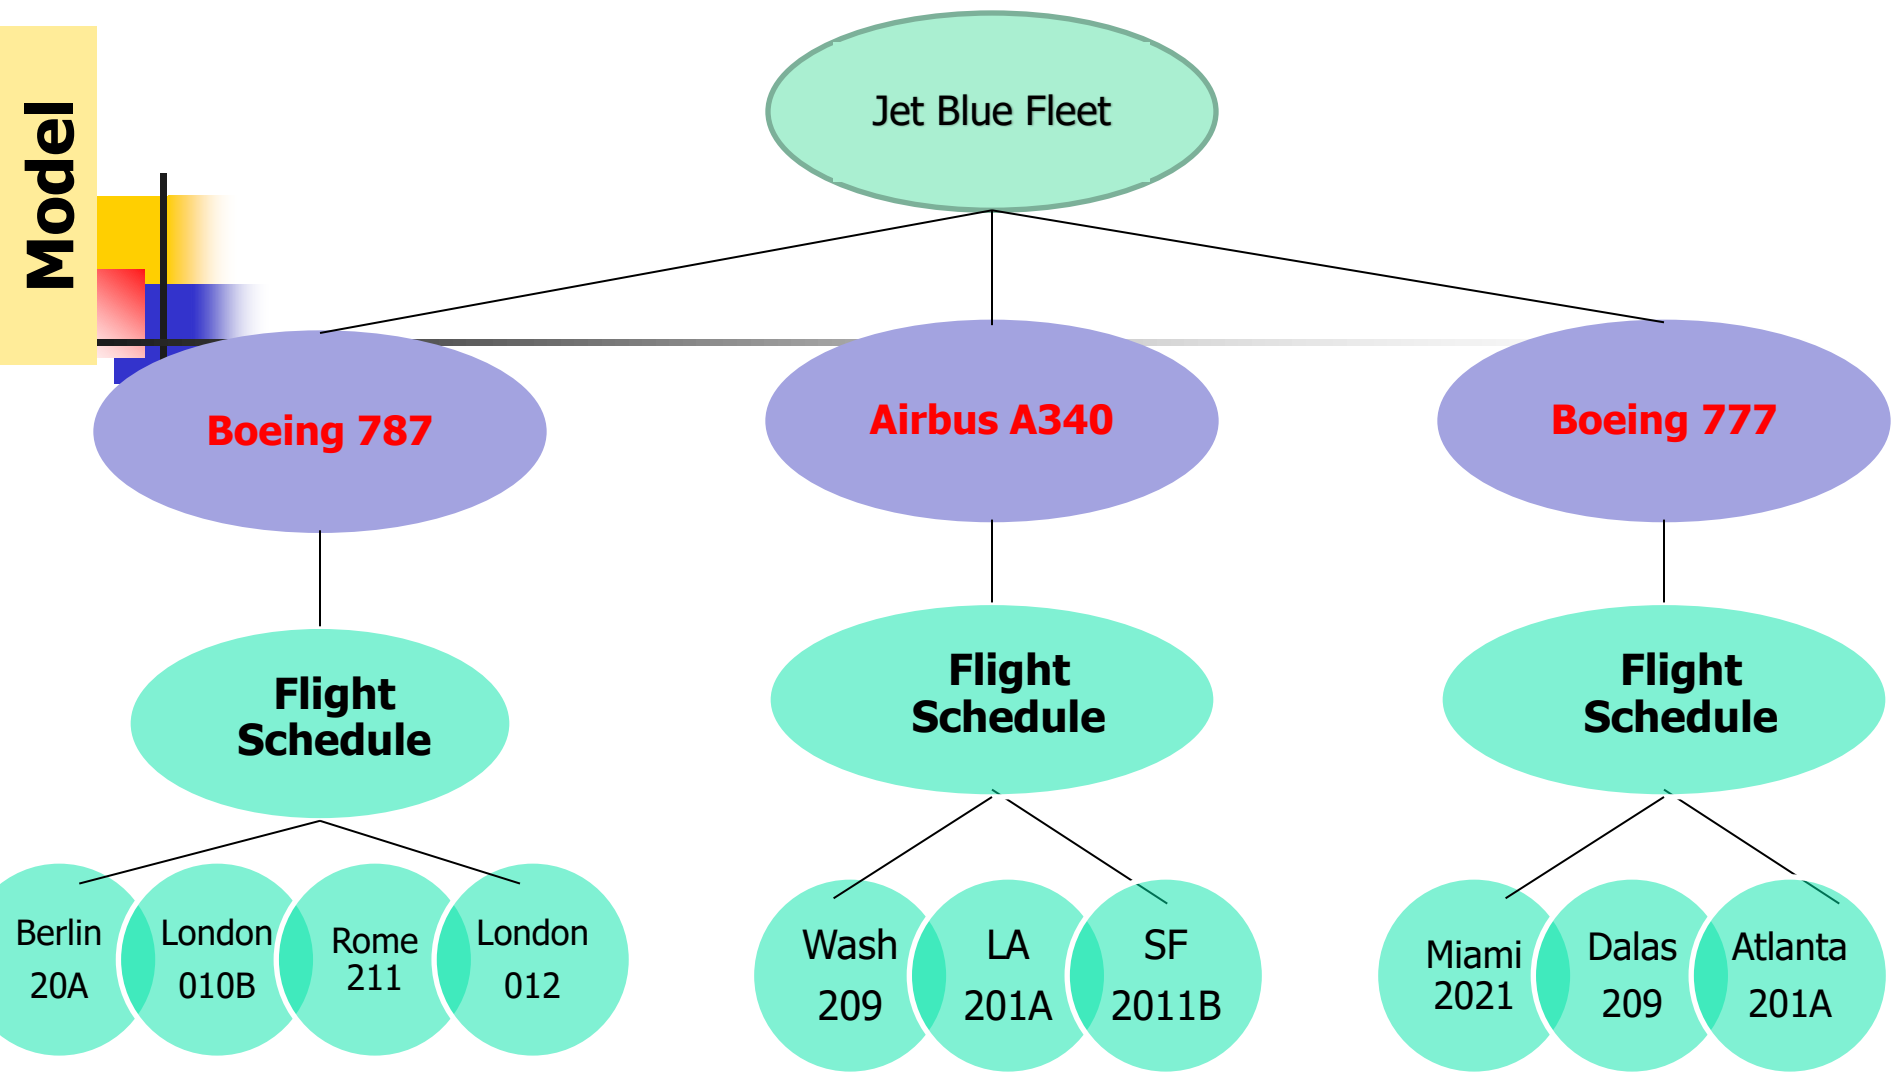 Model
Jet Blue Fleet
Boeing 787
Airbus A340
Boeing 777
Flight
Schedule
Flight
Schedule
Flight
Schedule
Berlin
20A
London
010B
Rome
211
London
012
Wash
209
LA
201A
SF
2011B
Miami
2021
Dalas
209
Atlanta
201A